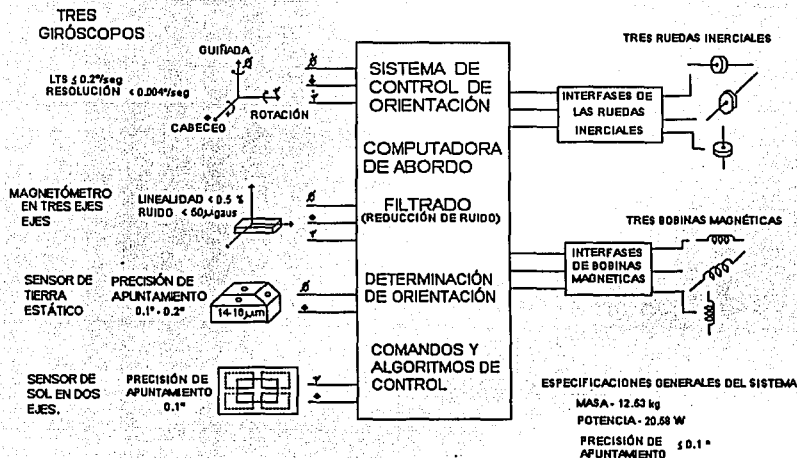 TRES
GIRÓSCOPOS
GUIÑADA
LTS ≤ 0.2°/seg
RESOLUCIÓN < 0.004°/seg
CABECEO
ROTACIÓN
MAGNETÓMETRO
EN TRES EJES
EJES
LINEALIDAD < 0.5 %
RUIDO < 60µgaus
SENSOR DE
TIERRA
ESTÁTICO
PRECISIÓN DE
APUNTAMIENTO
0.1° - 0.2°
14-16µm
SENSOR DE
SOL EN DOS
EJES.
PRECISIÓN DE
APUNTAMIENTO
0.1°
SISTEMA DE
CONTROL DE
ORIENTACIÓN
COMPUTADORA
DE ABORDO
FILTRADO
(REDUCCIÓN DE RUIDO)
DETERMINACIÓN
DE ORIENTACIÓN
COMANDOS Y
ALGORITMOS DE
CONTROL
TRES RUEDAS INERCIALES
INTERFASES DE
LAS RUEDAS
INERCIALES
TRES BOBINAS MAGNÉTICAS
INTERFASES
DE BOBINAS
MAGNETICAS
ESPECIFICACIONES GENERALES DEL SISTEMA
MASA - 12.63 kg
POTENCIA - 20.58 W
PRECISIÓN DE ≤ 0.1 °
APUNTAMIENTO